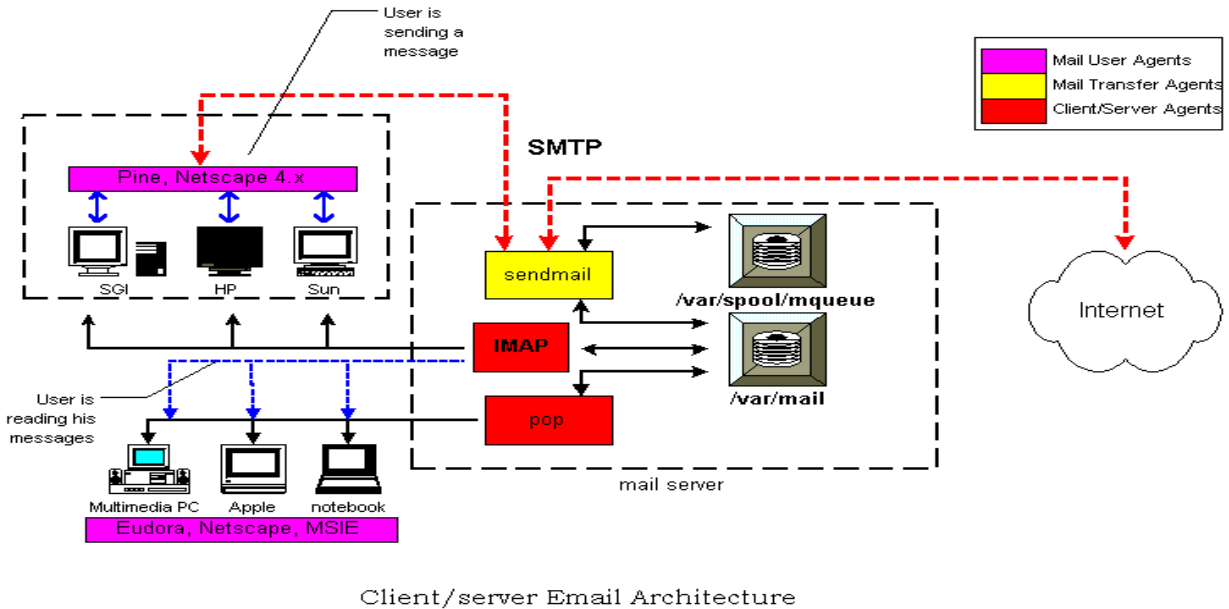 User is
sending a
message
Mail User Agents
Mail Transfer Agents
Client/Server Agents
SMTP
Pine, Netscape 4.x
SGI
HP
Sun
sendmail
/var/spool/mqueue
Internet
IMAP
/var/mail
User is
reading his
messages
pop
mail server
Multimedia PC
Apple
notebook
Eudora, Netscape, MSIE
Client/server Email Architecture